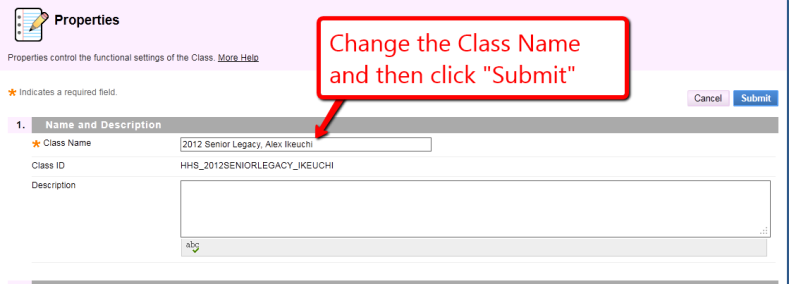 Properties
Properties control the functional settings of the Class. More Help
Change the Class Name
and then click "Submit"
Indicates a required field.
Cancel Submit
1. Name and Description
Class Name 2012 Senior Legacy, Alex Ikeuchi
Class ID HHS_2012SENIORLEGACY_IKEUCHI
Description
abc